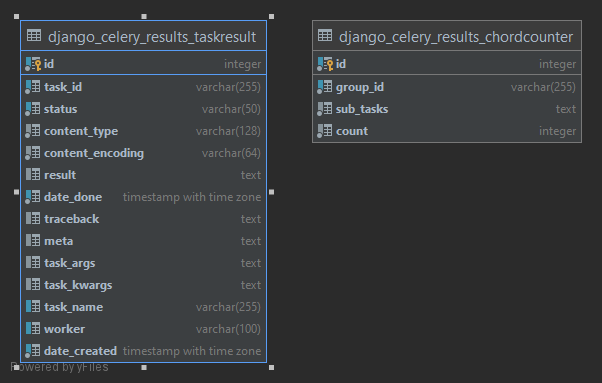 django_celery_results_taskresult
id integer
task_id varchar(255)
status varchar(50)
content_type varchar(128)
content_encoding varchar(64)
result text
date_done timestamp with time zone
traceback text
meta text
task_args text
task_kwargs text
task_name varchar(255)
worker varchar(100)
date_created timestamp with time zone
django_celery_results_chordcounter
id integer
group_id varchar(255)
sub_tasks text
count integer
Powered by yFiles